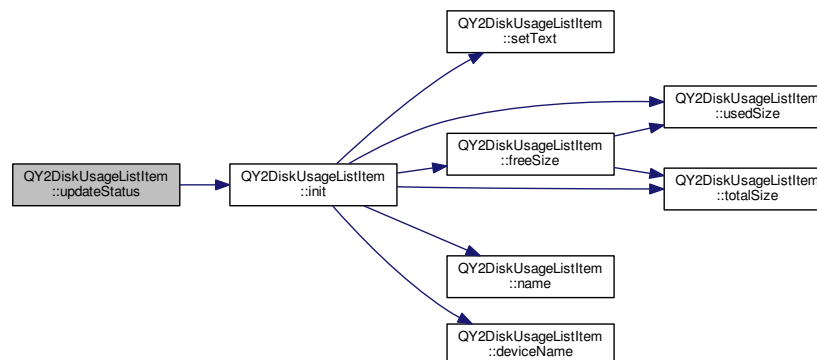 QY2DiskUsageListItem
::updateStatus
QY2DiskUsageListItem
::init
QY2DiskUsageListItem
::setText
QY2DiskUsageListItem
::freeSize
QY2DiskUsageListItem
::name
QY2DiskUsageListItem
::deviceName
QY2DiskUsageListItem
::usedSize
QY2DiskUsageListItem
::totalSize